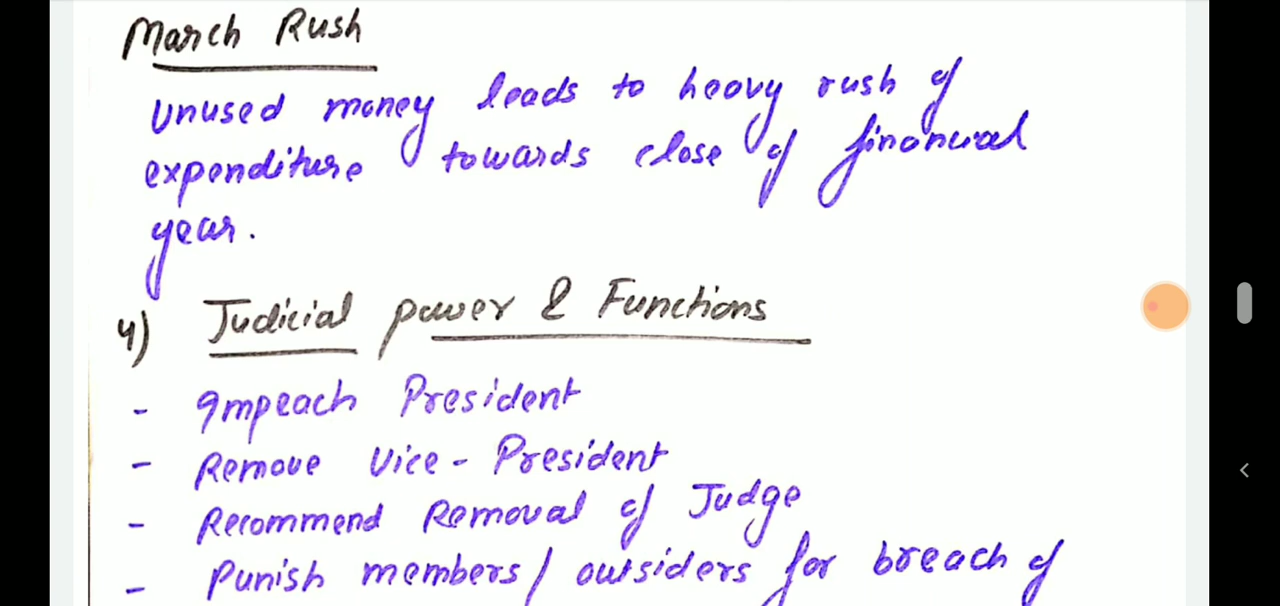 March Rush
Unused money leads to heavy rush of
expenditure towards close of financial
year.
4) Judicial power & Functions
- Impeach President
- Remove Vice-President
- Recommend Removal of Judge
- Punish members/outsiders for breach of